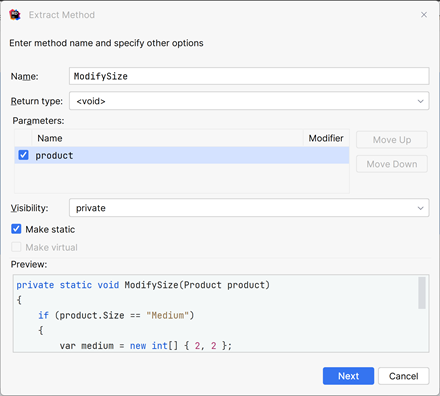 Extract Method
Enter method name and specify other options
Name: ModifySize
Return type: <void>
Parameters:
Name Modifier
product
Move Up
Move Down
Visibility: private
Make static
Make virtual
Preview:
private static void ModifySize(Product product)
{
    if (product.Size == "Medium")
    {
        var medium = new int[] { 2, 2 };
Next Cancel